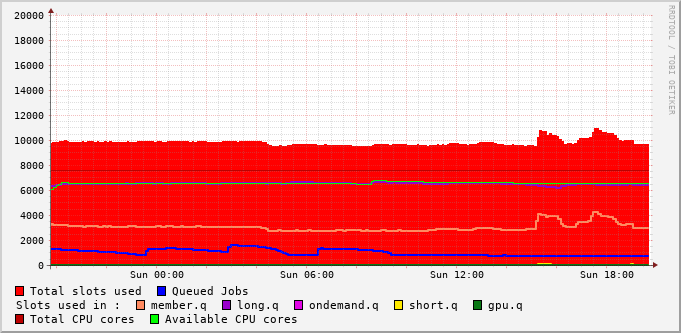 20000
18000
16000
14000
12000
10000
8000
6000
4000
2000
0
Sun 00:00 Sun 06:00 Sun 12:00 Sun 18:00
RRDTOOL / TOBI OETIKER
Total slots used Queued Jobs
Slots used in : member.q long.q ondemand.q short.q gpu.q
Total CPU cores Available CPU cores